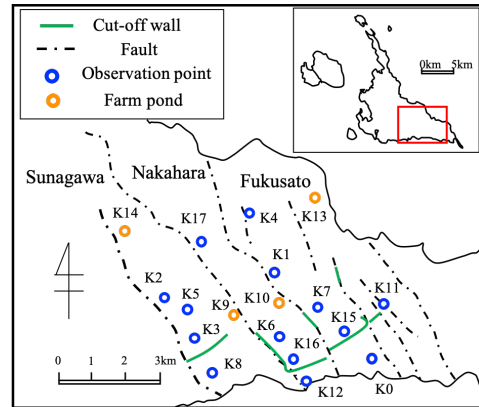 Cut-off wall
Fault
Observation point
Farm pond
0km 5km
Sunagawa
Nakahara
Fukusato
K14
K17
K4
K13
K2
K1
K5
K9
K10
K7
K11
K3
K6
K15
K16
K8
K12
K0
0 1 2 3km